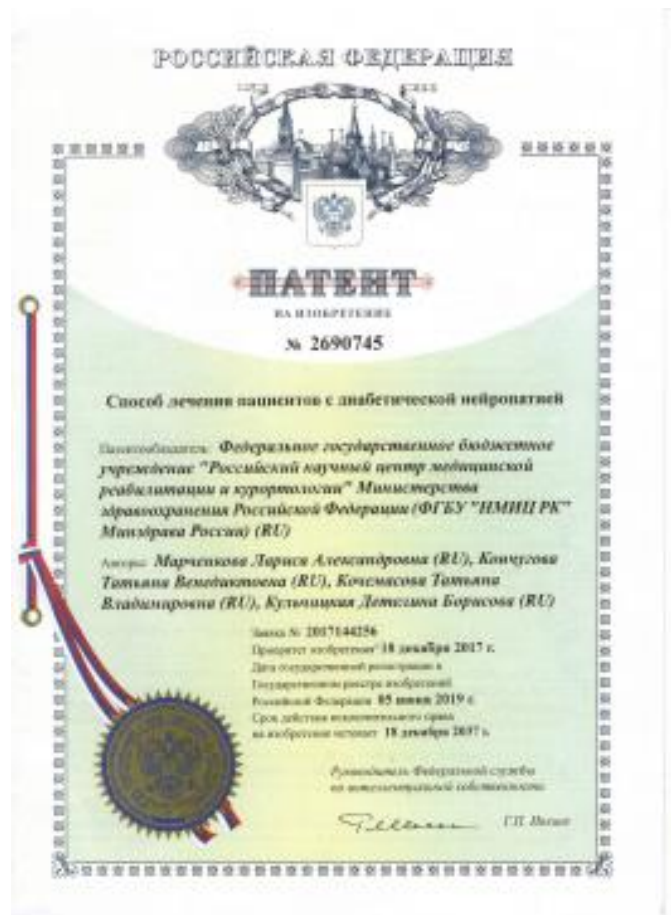 РОССИЙСКАЯ ФЕДЕРАЦИЯ
ПАТЕНТ
НА ИЗОБРЕТЕНИЕ
№ 2690745
Способ лечения пациентов с диабетической нейропатией
Патентообладатель: Федеральное государственное бюджетное
учреждение "Российский научный центр медицинской
реабилитации и курортологии" Министерства
здравоохранения Российской Федерации (ФГБУ "НМИЦ РК"
Минздрава России) (RU)
Авторы: Марченкова Лариса Александровна (RU), Кончугова
Татьяна Венедиктовна (RU), Кочемасова Татьяна
Владимировна (RU), Кульчицкая Детелина Борисова (RU)
Заявка № 2017144256
Приоритет изобретения 18 декабря 2017 г.
Дата государственной регистрации в
Государственном реестре изобретений
Российской Федерации 05 июня 2019 г.
Срок действия исключительного права
на изобретение истекает 18 декабря 2037 г.
Руководитель Федеральной службы
по интеллектуальной собственности
Г.П. Ивлиев